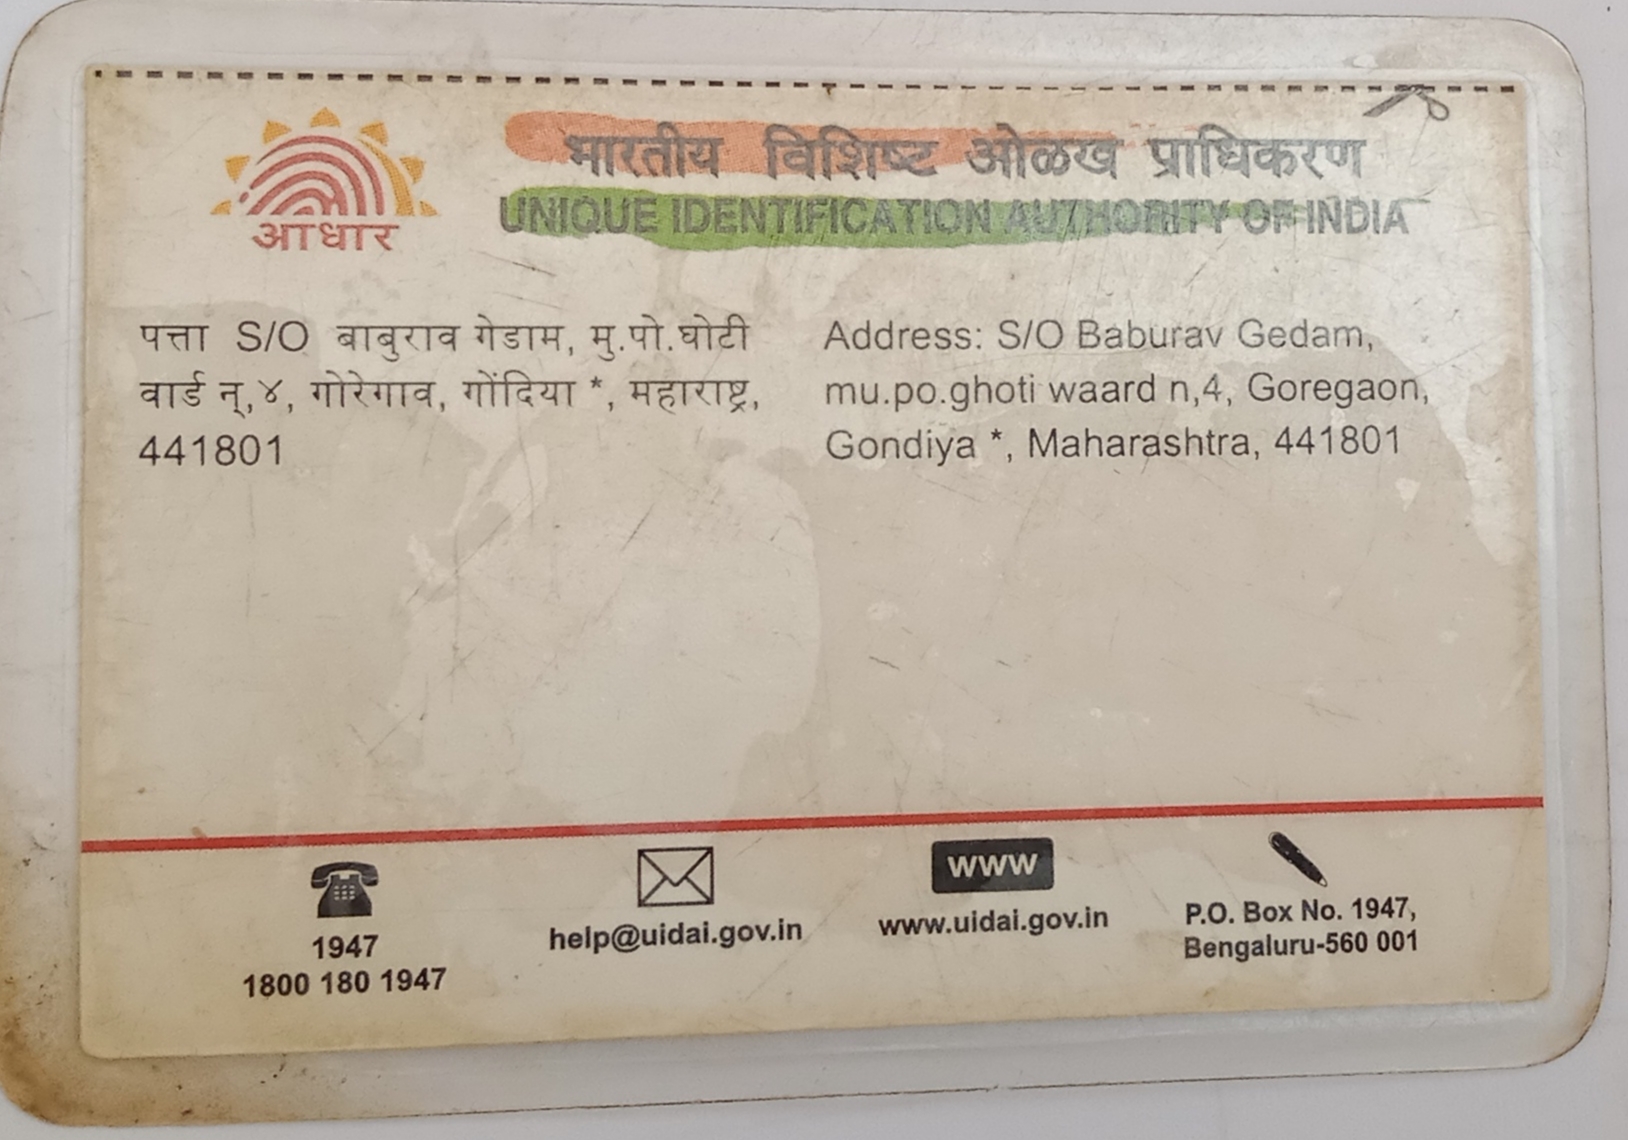 आधार
भारतीय विशिष्ट ओळख प्राधिकरण
UNIQUE IDENTIFICATION AUTHORITY OF INDIA
पत्ता S/O बाबुराव गेडाम, मु.पो.घोटी
वार्ड न्,४, गोरेगाव, गोंदिया *, महाराष्ट्र,
441801
Address: S/O Baburav Gedam,
mu.po.ghoti waard n,4, Goregaon,
Gondiya *, Maharashtra, 441801
1947
1800 180 1947
help@uidai.gov.in
www
www.uidai.gov.in
P.O. Box No. 1947,
Bengaluru-560 001